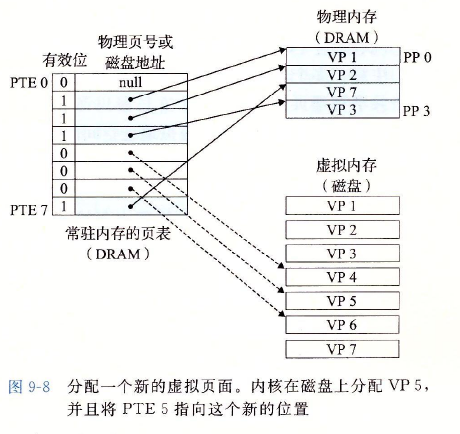 物理页号或
有效位 磁盘地址
PTE 0 0 null
1
1
1
0
0
0
PTE 7 1
常驻内存的页表
（DRAM）
物理内存
（DRAM）
VP 1 PP 0
VP 2
VP 7
VP 3 PP 3
虚拟内存
（磁盘）
VP 1
VP 2
VP 3
VP 4
VP 5
VP 6
VP 7
图 9-8 分配一个新的虚拟页面。内核在磁盘上分配 VP 5，
并且将 PTE 5 指向这个新的位置